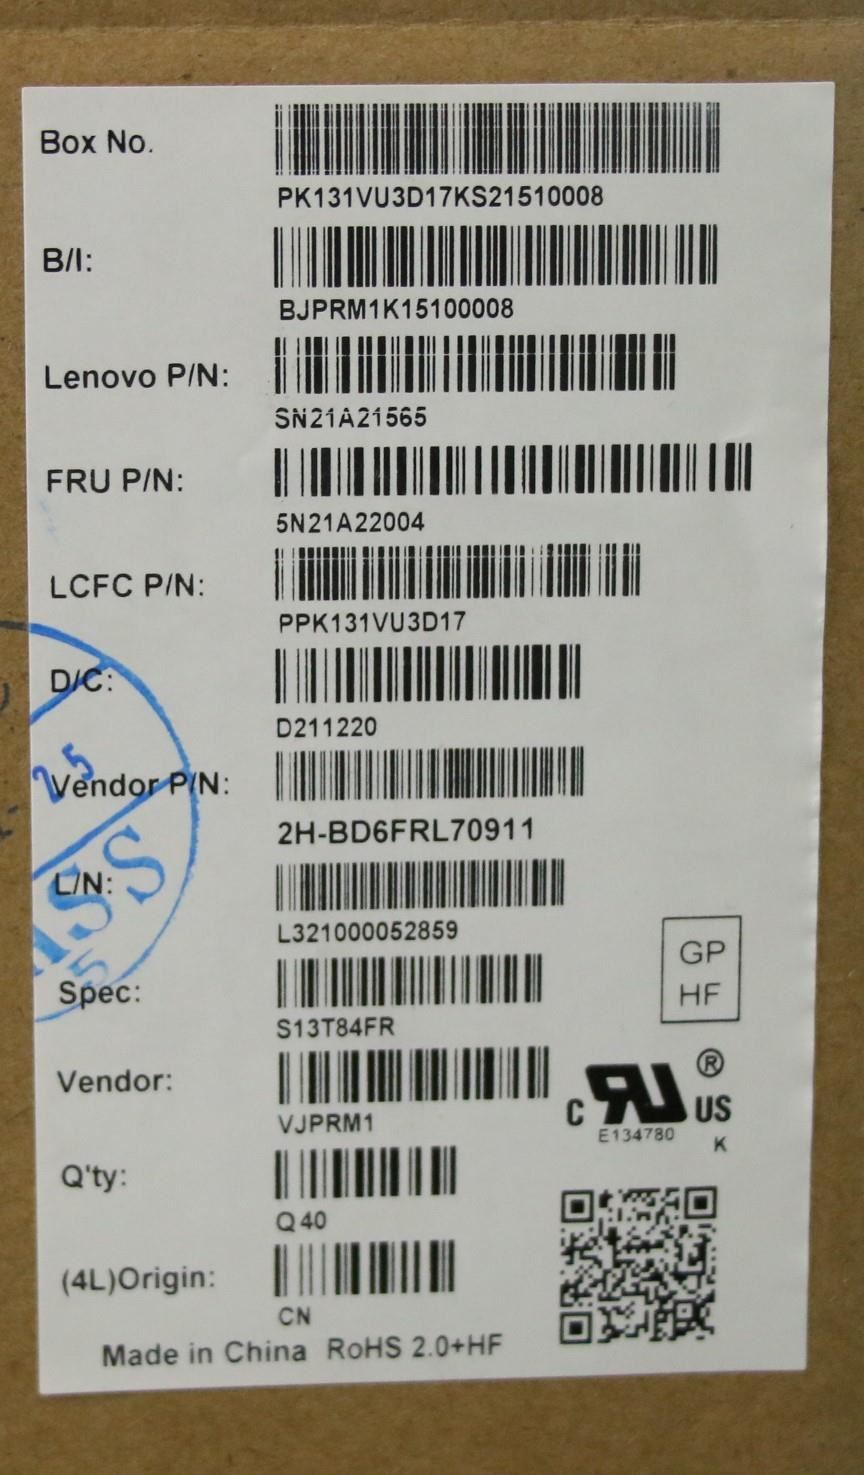 Box No.
PK131VU3D17KS21510008
B/I:
BJPRM1K15100008
Lenovo P/N:
SN21A21565
FRU P/N:
5N21A22004
LCFC P/N:
PPK131VU3D17
D/C:
D211220
25
Vendor P/N:
2H-BD6FRL70911
L/N:
L321000052859
GP
HF
Spec:
S13T84FR
Vendor:
VJPRM1
C US ®
E134780
K
Q'ty:
Q40
(4L)Origin:
CN
Made in China RoHS 2.0+HF